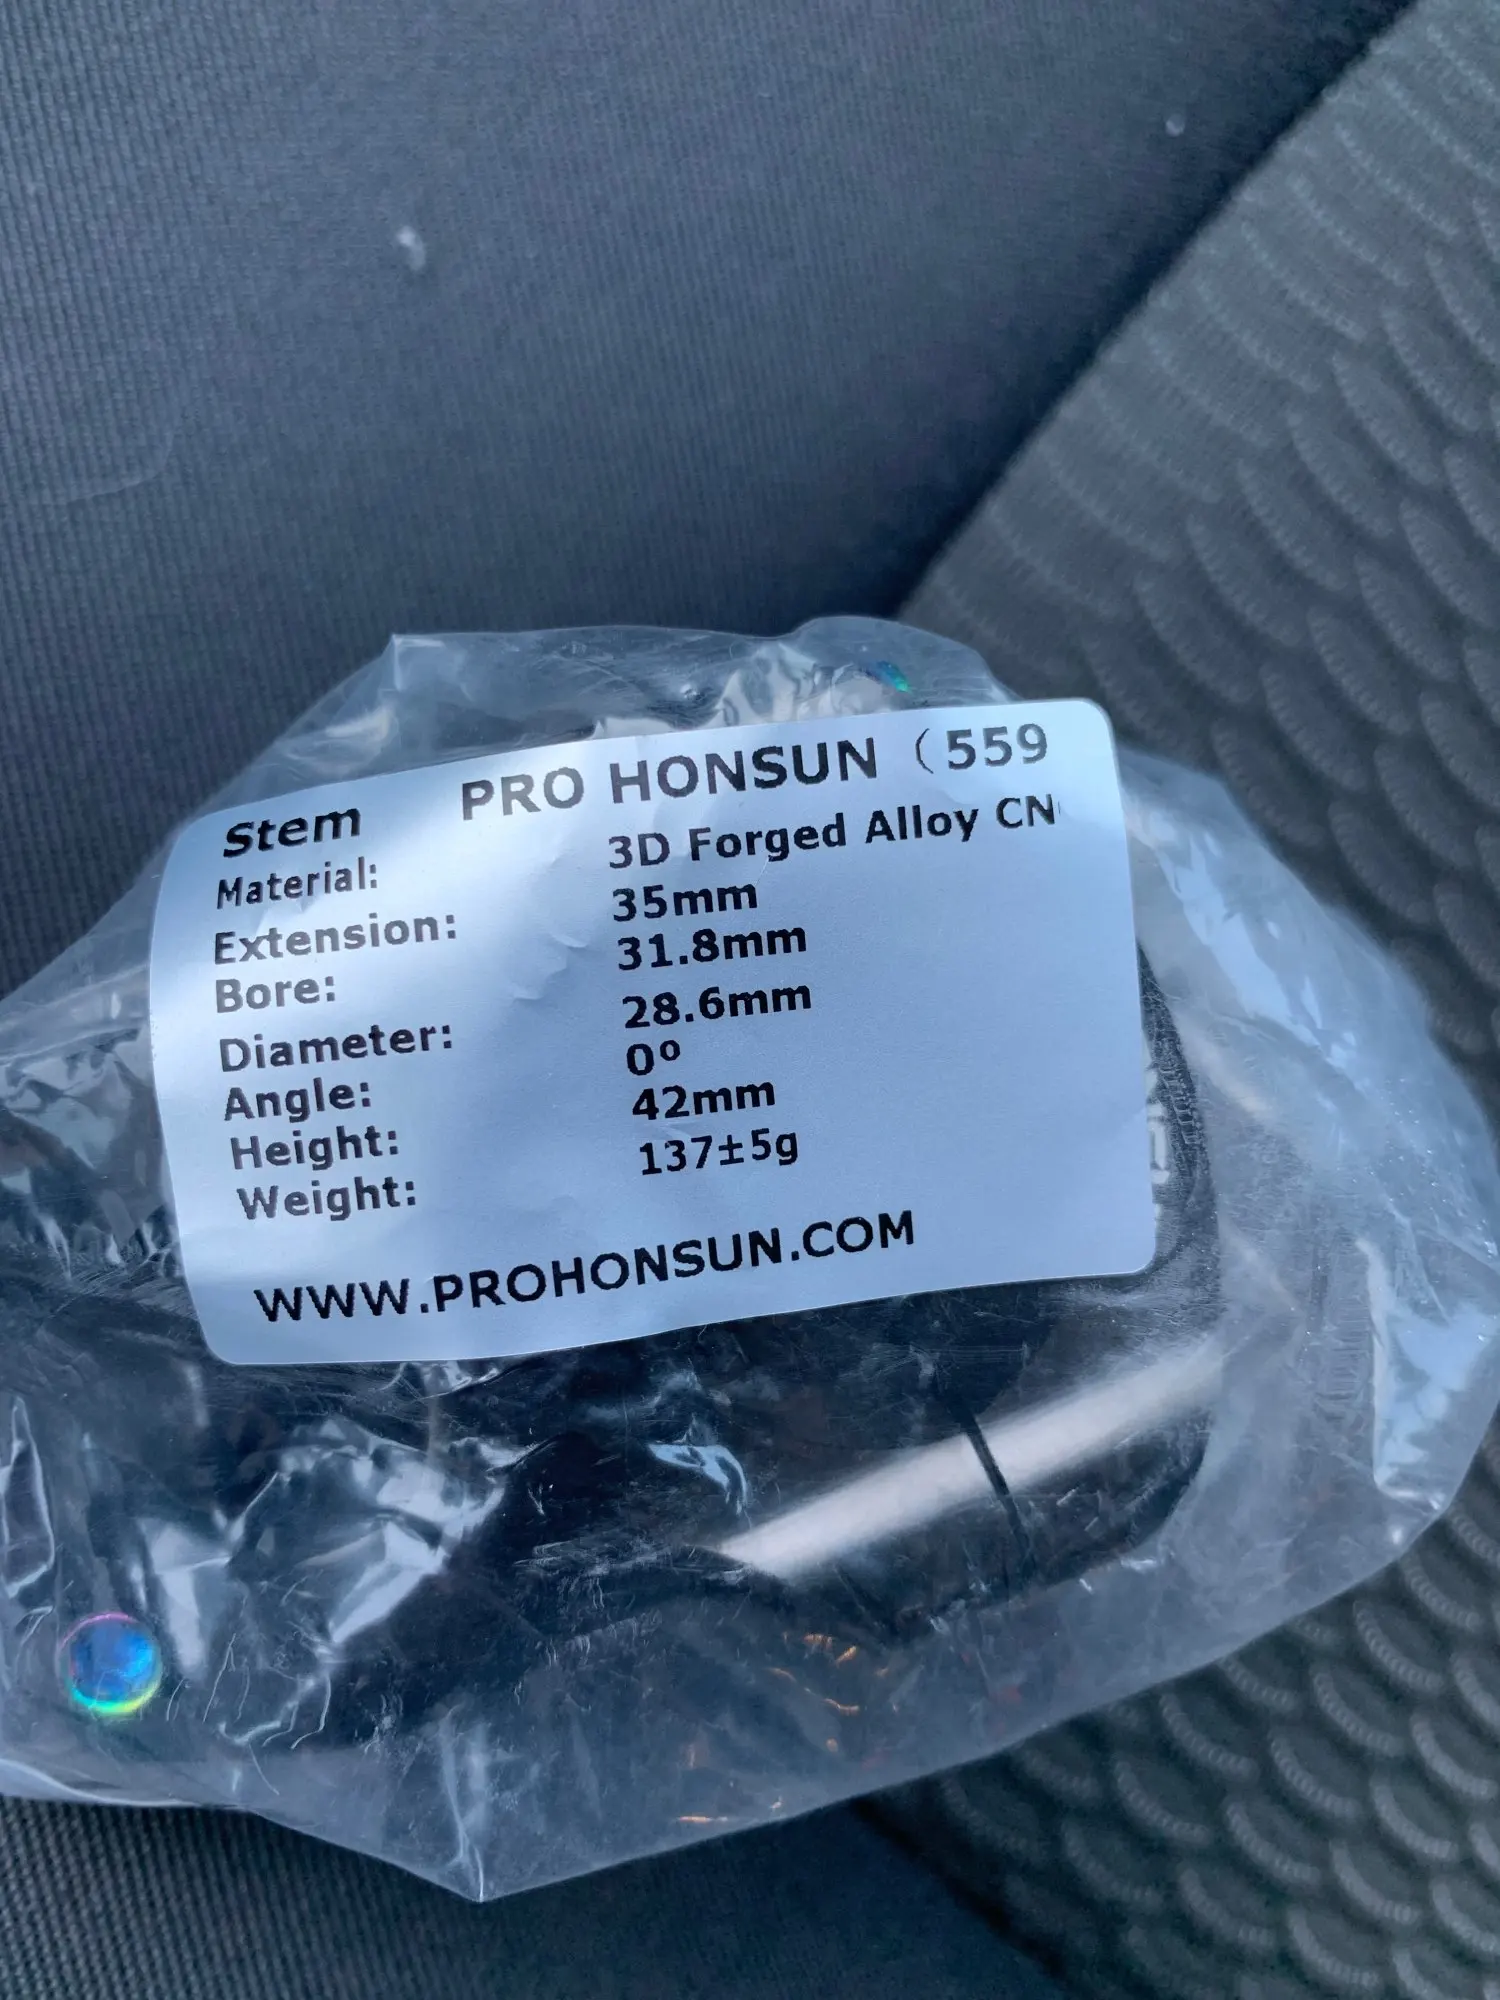 Stem PRO HONSUN （559
Material: 3D Forged Alloy CN
Extension: 35mm
Bore: 31.8mm
Diameter: 28.6mm
Angle: 0º
Height: 42mm
Weight: 137±5g
WWW.PROHONSUN.COM